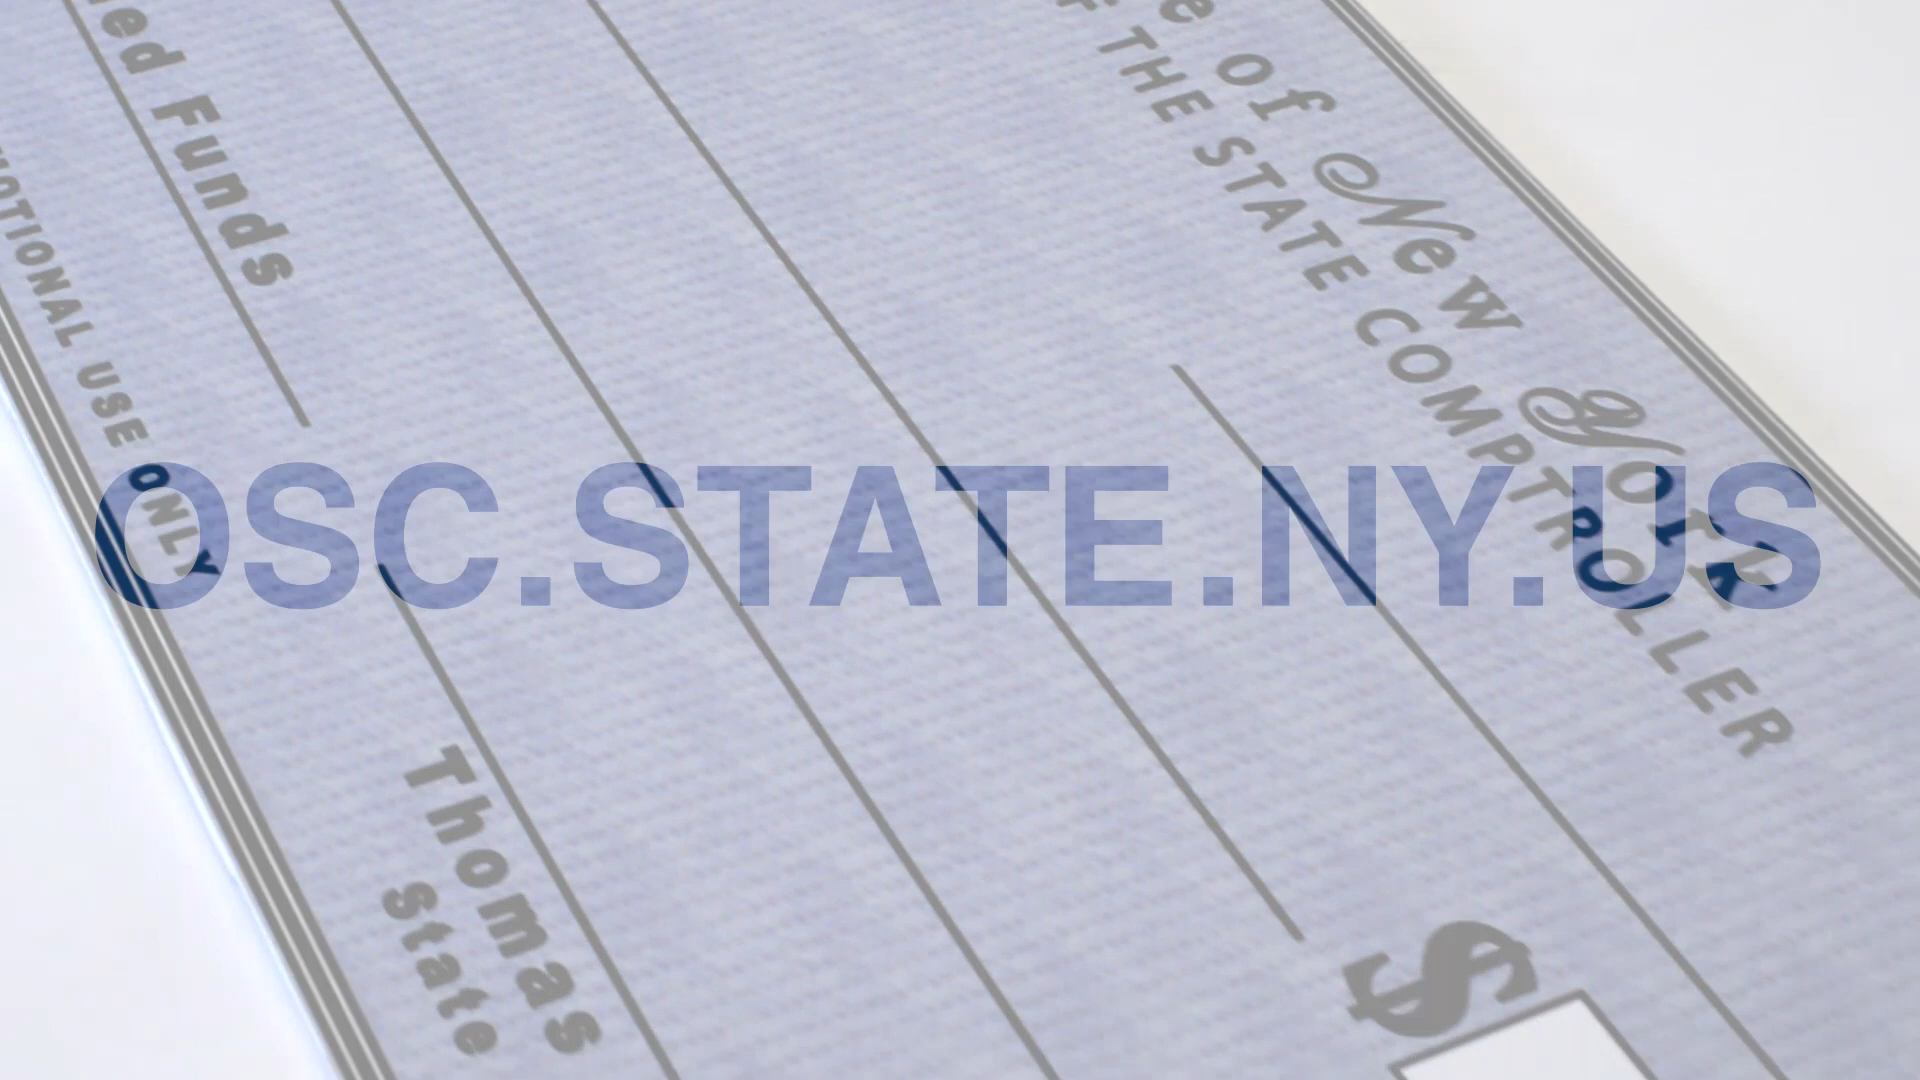 e of New York
F THE STATE COMPTROLLER
ed Funds
OTIONAL USE ONLY
OSC.STATE.NY.US
Thomas
State
$